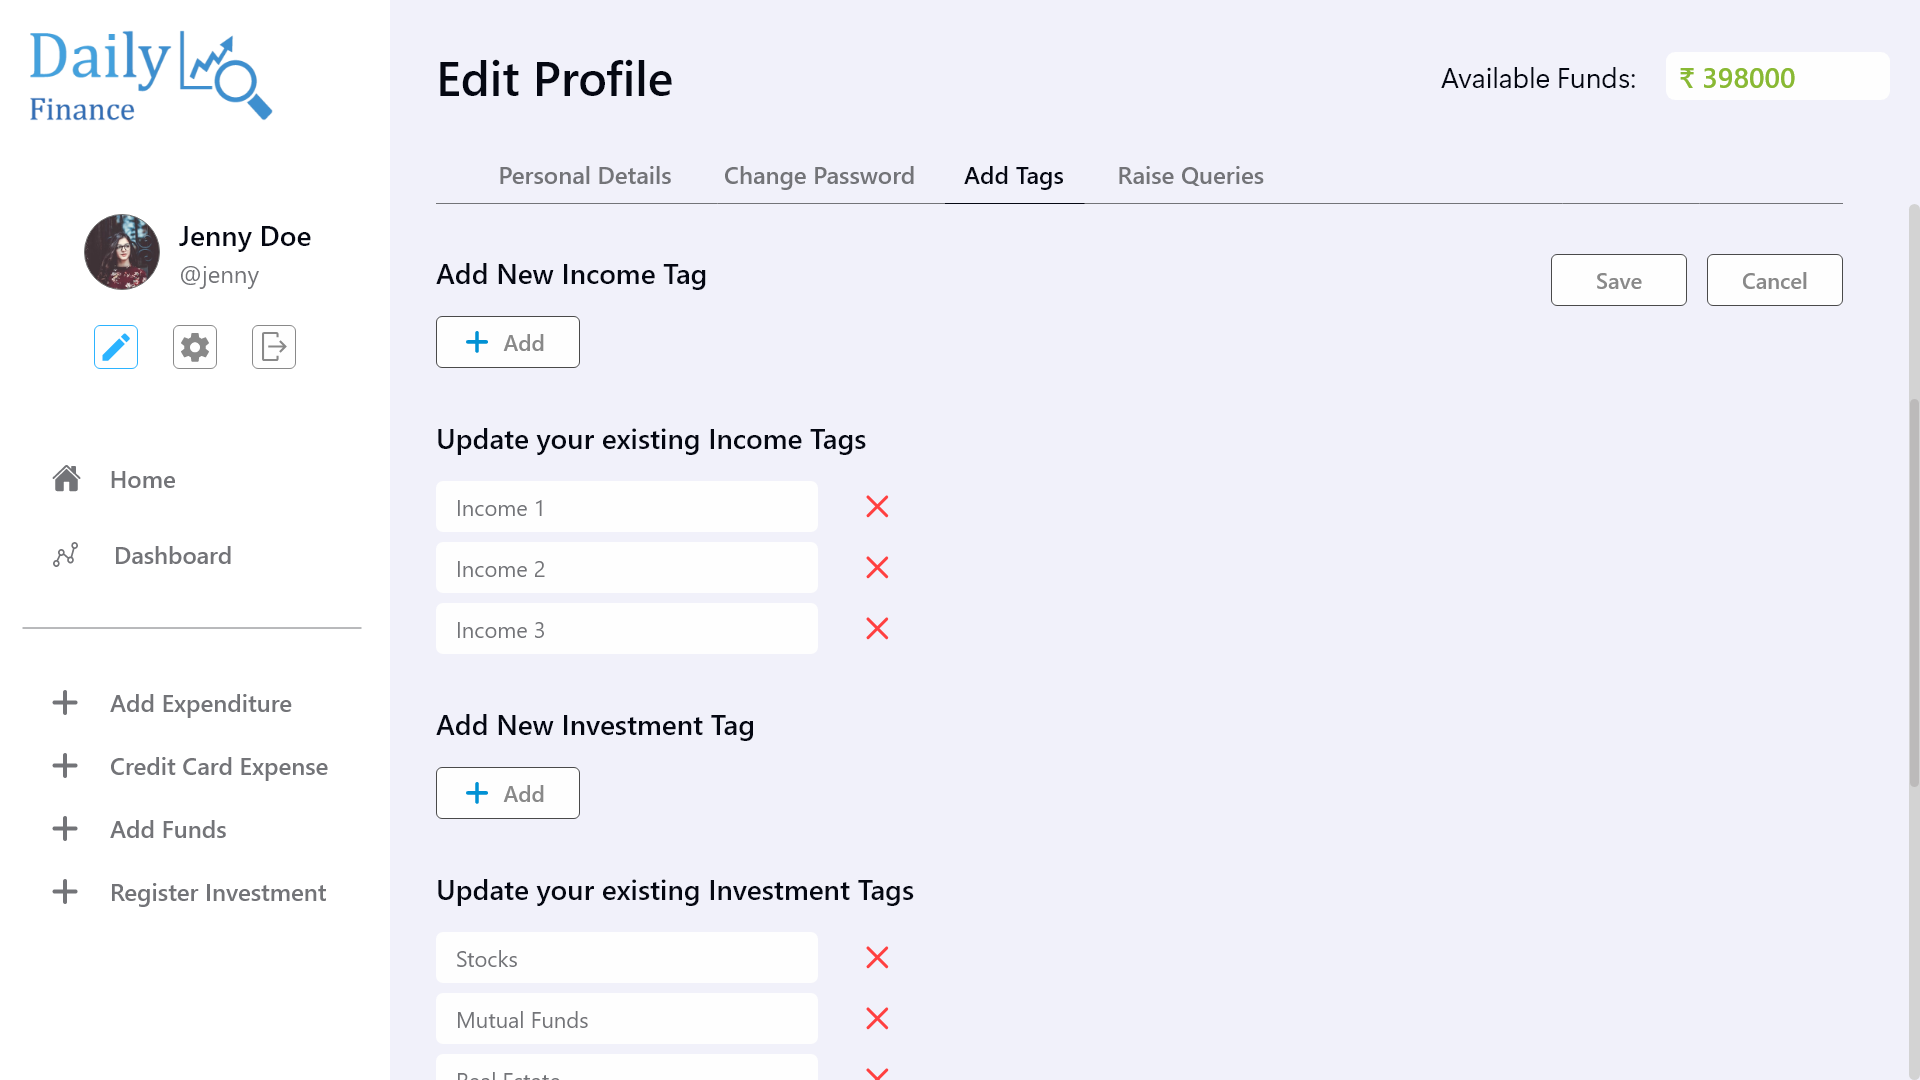 Daily
Finance
Jenny Doe
@jenny
Home
Dashboard
Add Expenditure
Credit Card Expense
Add Funds
Register Investment
Edit Profile
Available Funds:
₹ 398000
Personal Details
Change Password
Add Tags
Raise Queries
Add New Income Tag
Save
Cancel
Add
Update your existing Income Tags
Income 1
Income 2
Income 3
Add New Investment Tag
Add
Update your existing Investment Tags
Stocks
Mutual Funds
Real Estate